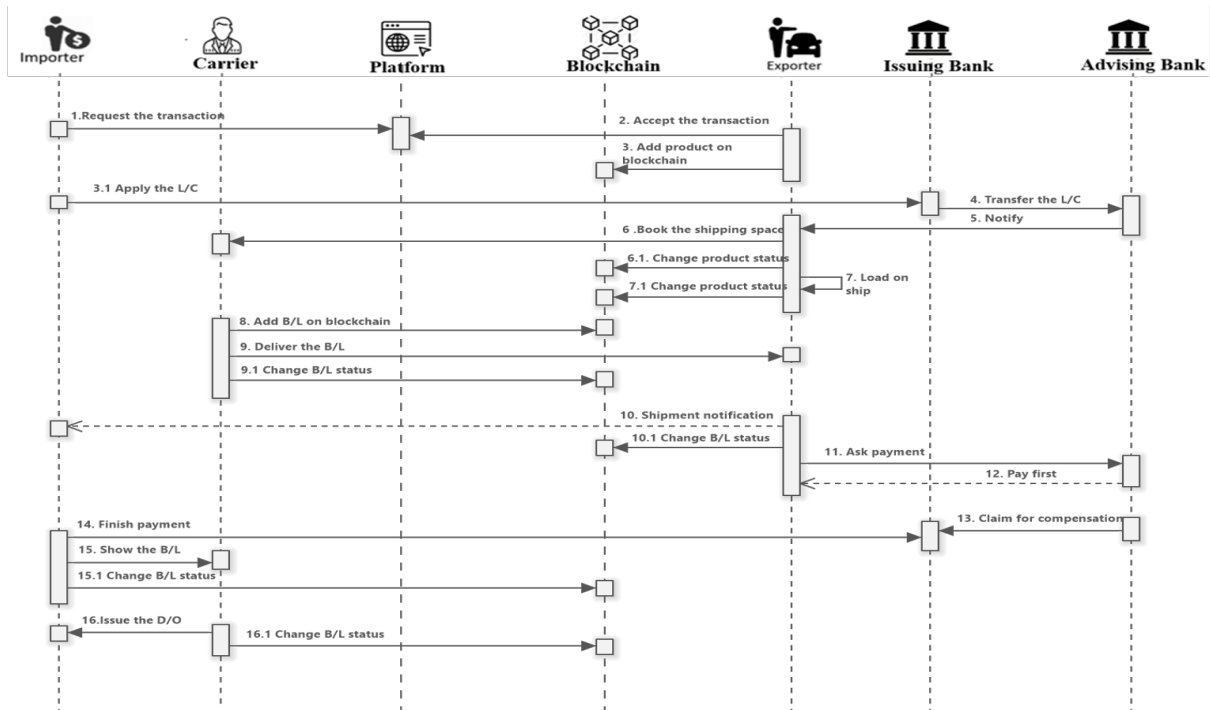 Importer
Carrier
Platform
Blockchain
Exporter
Issuing Bank
Advising Bank
1.Request the transaction
2. Accept the transaction
3. Add product on
blockchain
3.1 Apply the L/C
4. Transfer the L/C
5. Notify
6 .Book the shipping space
6.1. Change product status
7. Load on
ship
7.1 Change product status
8. Add B/L on blockchain
9. Deliver the B/L
9.1 Change B/L status
10. Shipment notification
10.1 Change B/L status
11. Ask payment
12. Pay first
13. Claim for compensation
14. Finish payment
15. Show the B/L
15.1 Change B/L status
16.Issue the D/O
16.1 Change B/L status